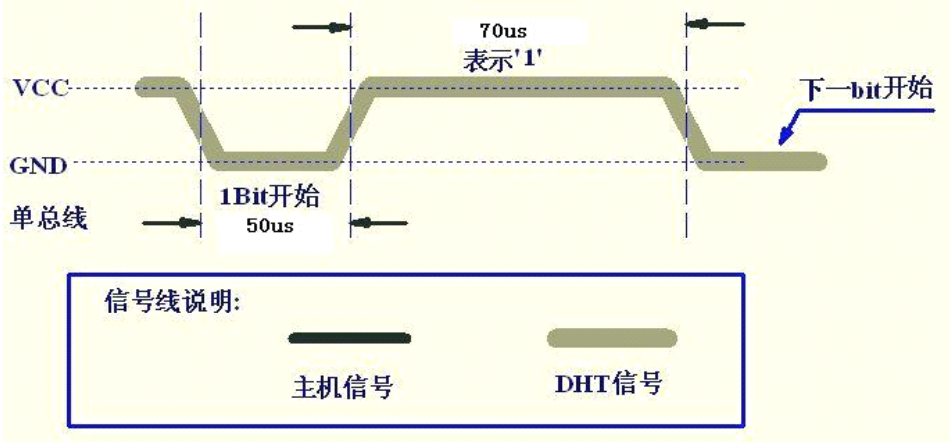 70us
表示'1'
VCC
下一bit开始
GND
1Bit开始
单总线
50us
信号线说明:
主机信号
DHT信号